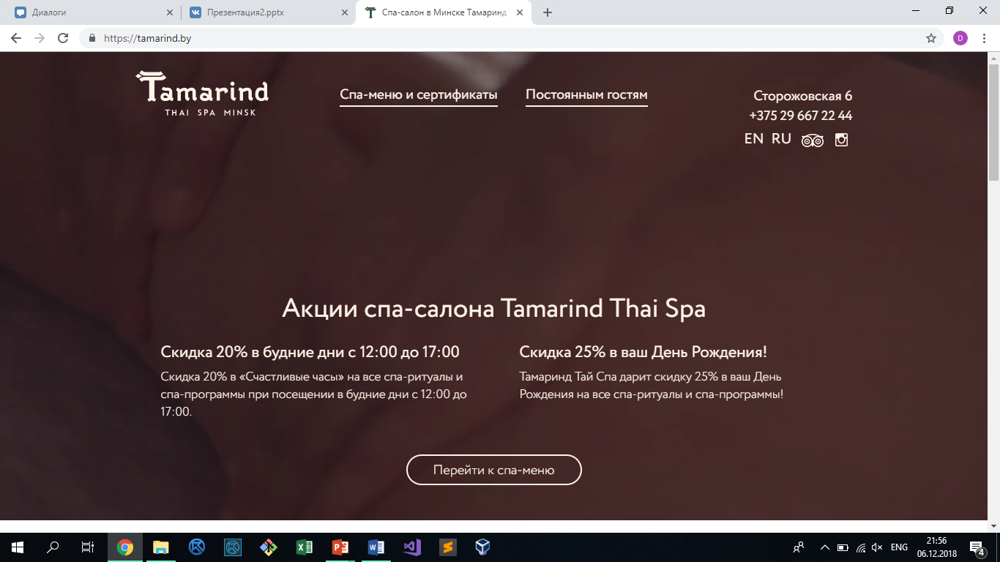 Диалоги
Презентация2.pptx
Спа-салон в Минске Тамаринд
https://tamarind.by
D
Tamarind
THAI SPA MINSK
Спа-меню и сертификаты
Постоянным гостям
Сторожовская 6
+375 29 667 22 44
EN RU
Акции спа-салона Tamarind Thai Spa
Скидка 20% в будние дни с 12:00 до 17:00
Скидка 20% в «Счастливые часы» на все спа-ритуалы и
спа-программы при посещении в будние дни с 12:00 до
17:00.
Скидка 25% в ваш День Рождения!
Тамаринд Тай Спа дарит скидку 25% в ваш День
Рождения на все спа-ритуалы и спа-программы!
Перейти к спа-меню
ENG
21:56
06.12.2018
4